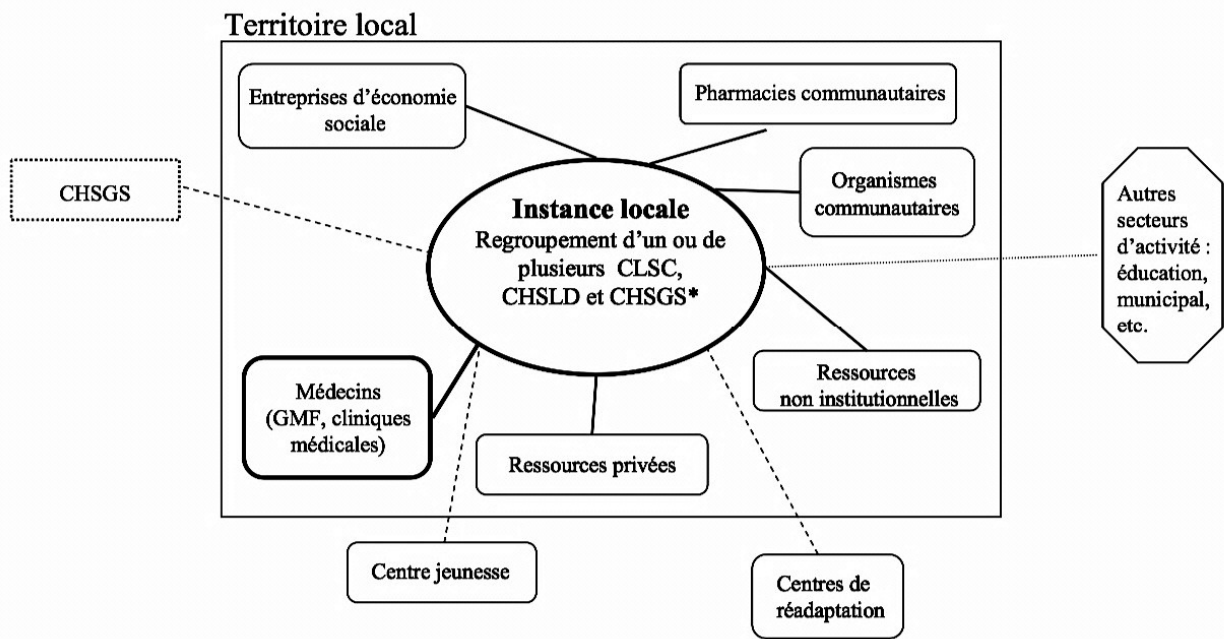 Territoire local
Entreprises d'économie
sociale
Pharmacies communautaires
CHSGS
Organismes
communautaires
Instance locale
Regroupement d'un ou de
plusieurs CLSC,
CHSLD et CHSGS*
Autres
secteurs
d'activité :
éducation,
municipal,
etc.
Médecins
(GMF, cliniques
médicales)
Ressources
non institutionnelles
Ressources privées
Centre jeunesse
Centres de
réadaptation